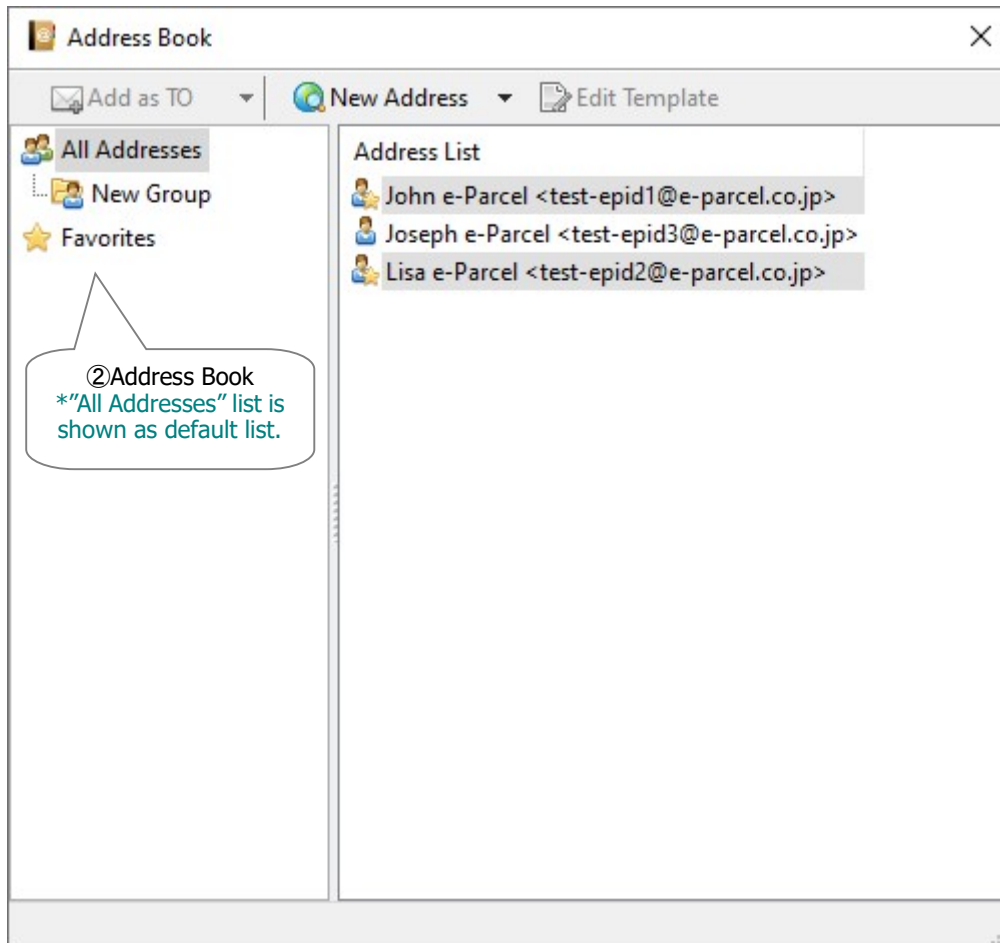 Address Book
Add as TO
New Address
Edit Template
All Addresses
New Group
Favorites
②Address Book
*”All Addresses” list is
shown as default list.
Address List
John e-Parcel <test-epid1@e-parcel.co.jp>
Joseph e-Parcel <test-epid3@e-parcel.co.jp>
Lisa e-Parcel <test-epid2@e-parcel.co.jp>